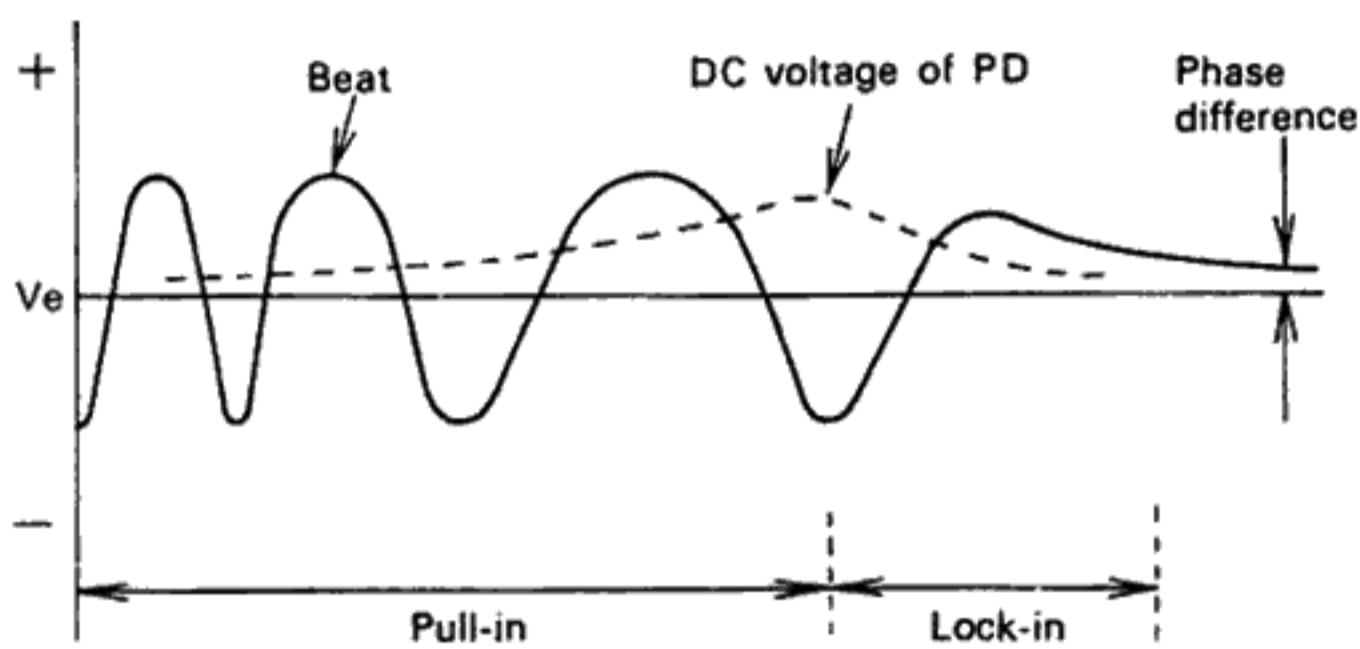 +
Beat
DC voltage of PD
Phase
difference
Ve
−
Pull-in
Lock-in